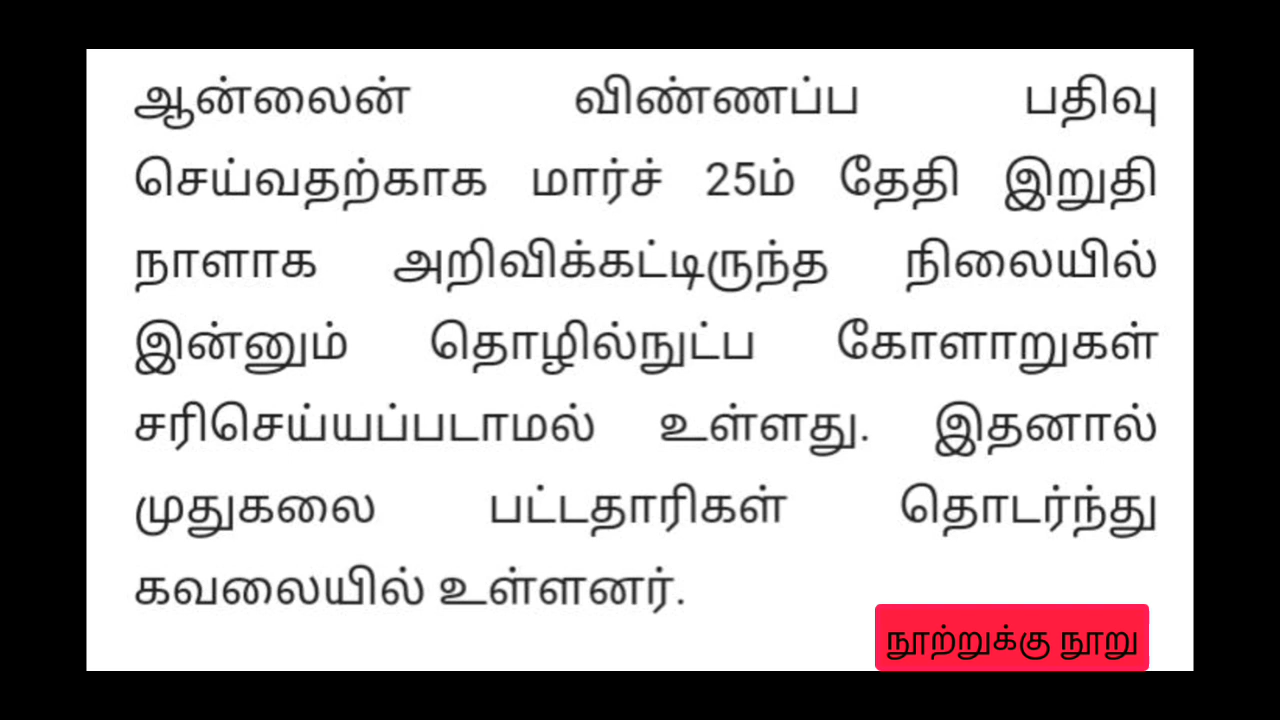 ஆன்லைன் விண்ணப்ப பதிவு
செய்வதற்காக மார்ச் 25ம் தேதி இறுதி
நாளாக அறிவிக்கட்டிருந்த நிலையில்
இன்னும் தொழில்நுட்ப கோளாறுகள்
சரிசெய்யப்படாமல் உள்ளது. இதனால்
முதுகலை பட்டதாரிகள் தொடர்ந்து
கவலையில் உள்ளனர்.
நூற்றுக்கு நூறு